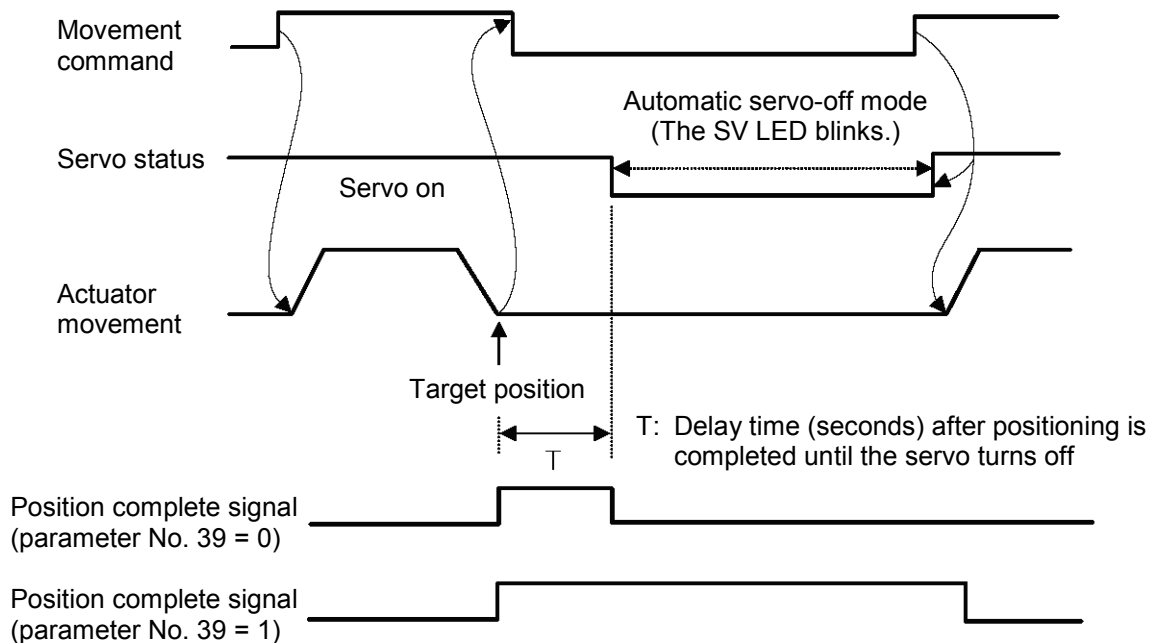 Movement
command
Automatic servo-off mode
(The SV LED blinks.)
Servo status
Servo on
Actuator
movement
Target position
T: Delay time (seconds) after positioning is
completed until the servo turns off
T
Position complete signal
(parameter No. 39 = 0)
Position complete signal
(parameter No. 39 = 1)